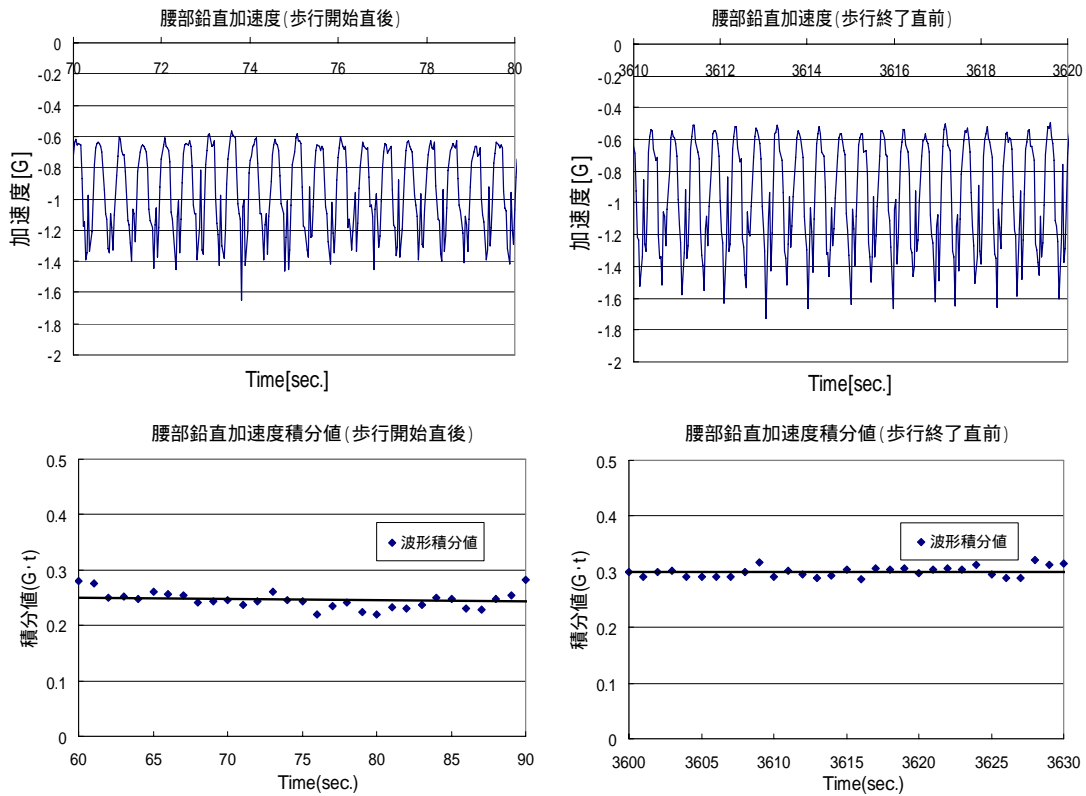 腰部鉛直加速度(歩行開始直後)
0
-0.2
-0.4
-0.6
-0.8
-1
-1.2
-1.4
-1.6
-1.8
-2
70 72 74 76 78 80
加速度[G]
Time[sec.]
腰部鉛直加速度(歩行終了直前)
0
-0.2
-0.4
-0.6
-0.8
-1
-1.2
-1.4
-1.6
-1.8
-2
3610 3612 3614 3616 3618 3620
加速度[G]
Time[sec.]
腰部鉛直加速度積分値(歩行開始直後)
0.5
0.4
0.3
0.2
0.1
0
積分値(G·t)
波形積分値
60 65 70 75 80 85 90
Time(sec.)
腰部鉛直加速度積分値(歩行終了直前)
0.5
0.4
0.3
0.2
0.1
0
積分値(G·t)
波形積分値
3600 3605 3610 3615 3620 3625 3630
Time(sec.)